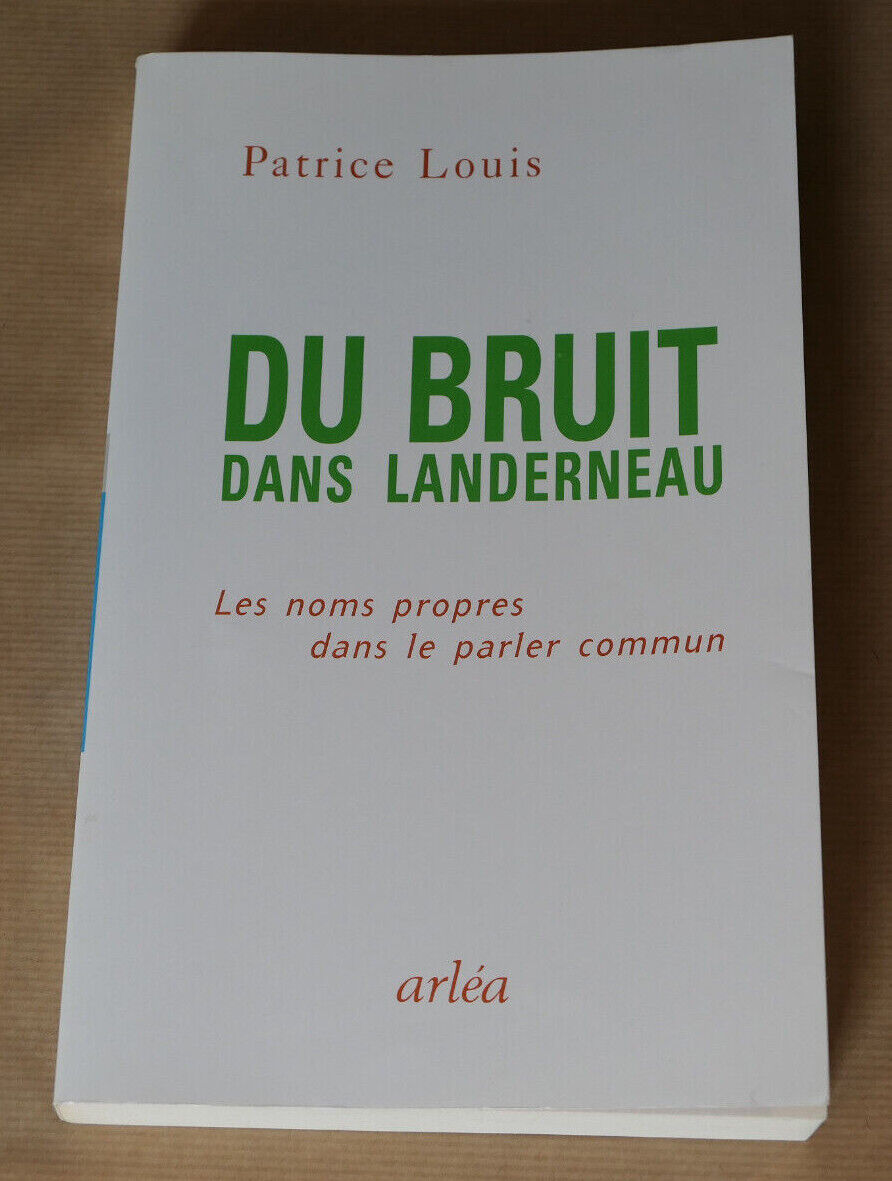 Patrice Louis
DU BRUIT
DANS LANDERNEAU
Les noms propres
dans le parler commun
arléa